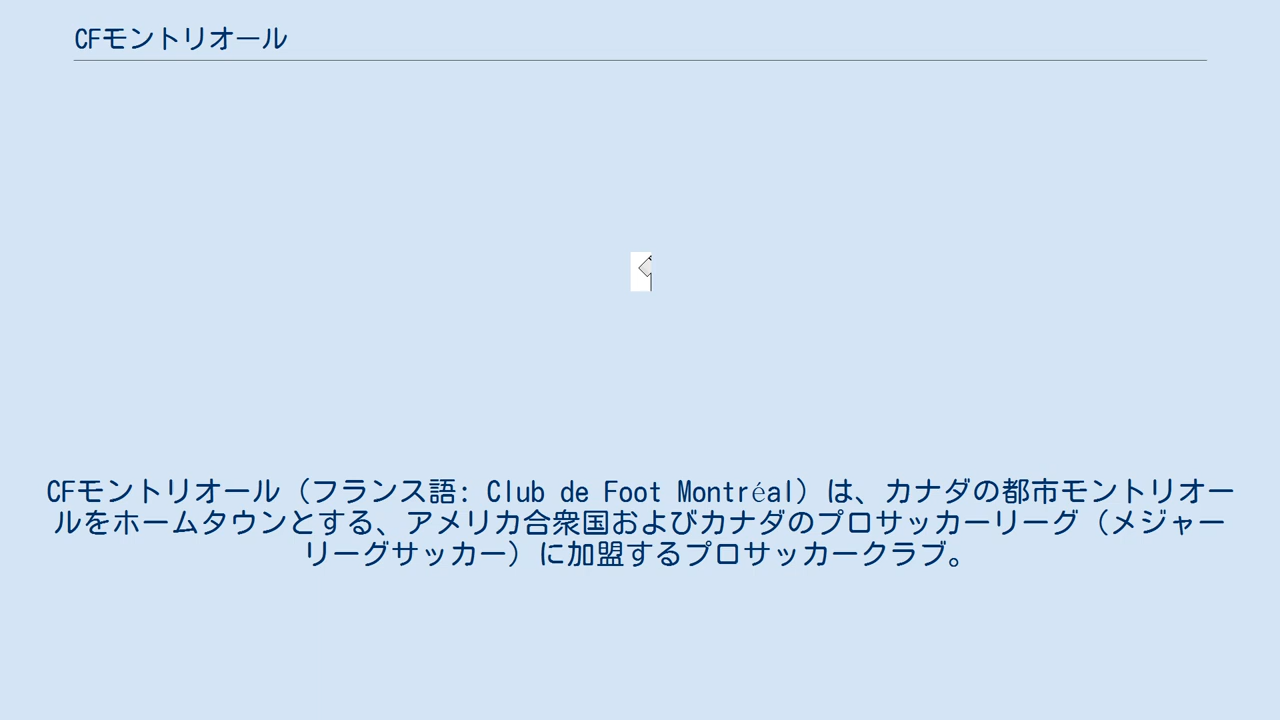 CFモントリオール
CFモントリオール（フランス語: Club de Foot Montréal）は、カナダの都市モントリオー
ルをホームタウンとする、アメリカ合衆国およびカナダのプロサッカーリーグ（メジャー
リーグサッカー）に加盟するプロサッカークラブ。